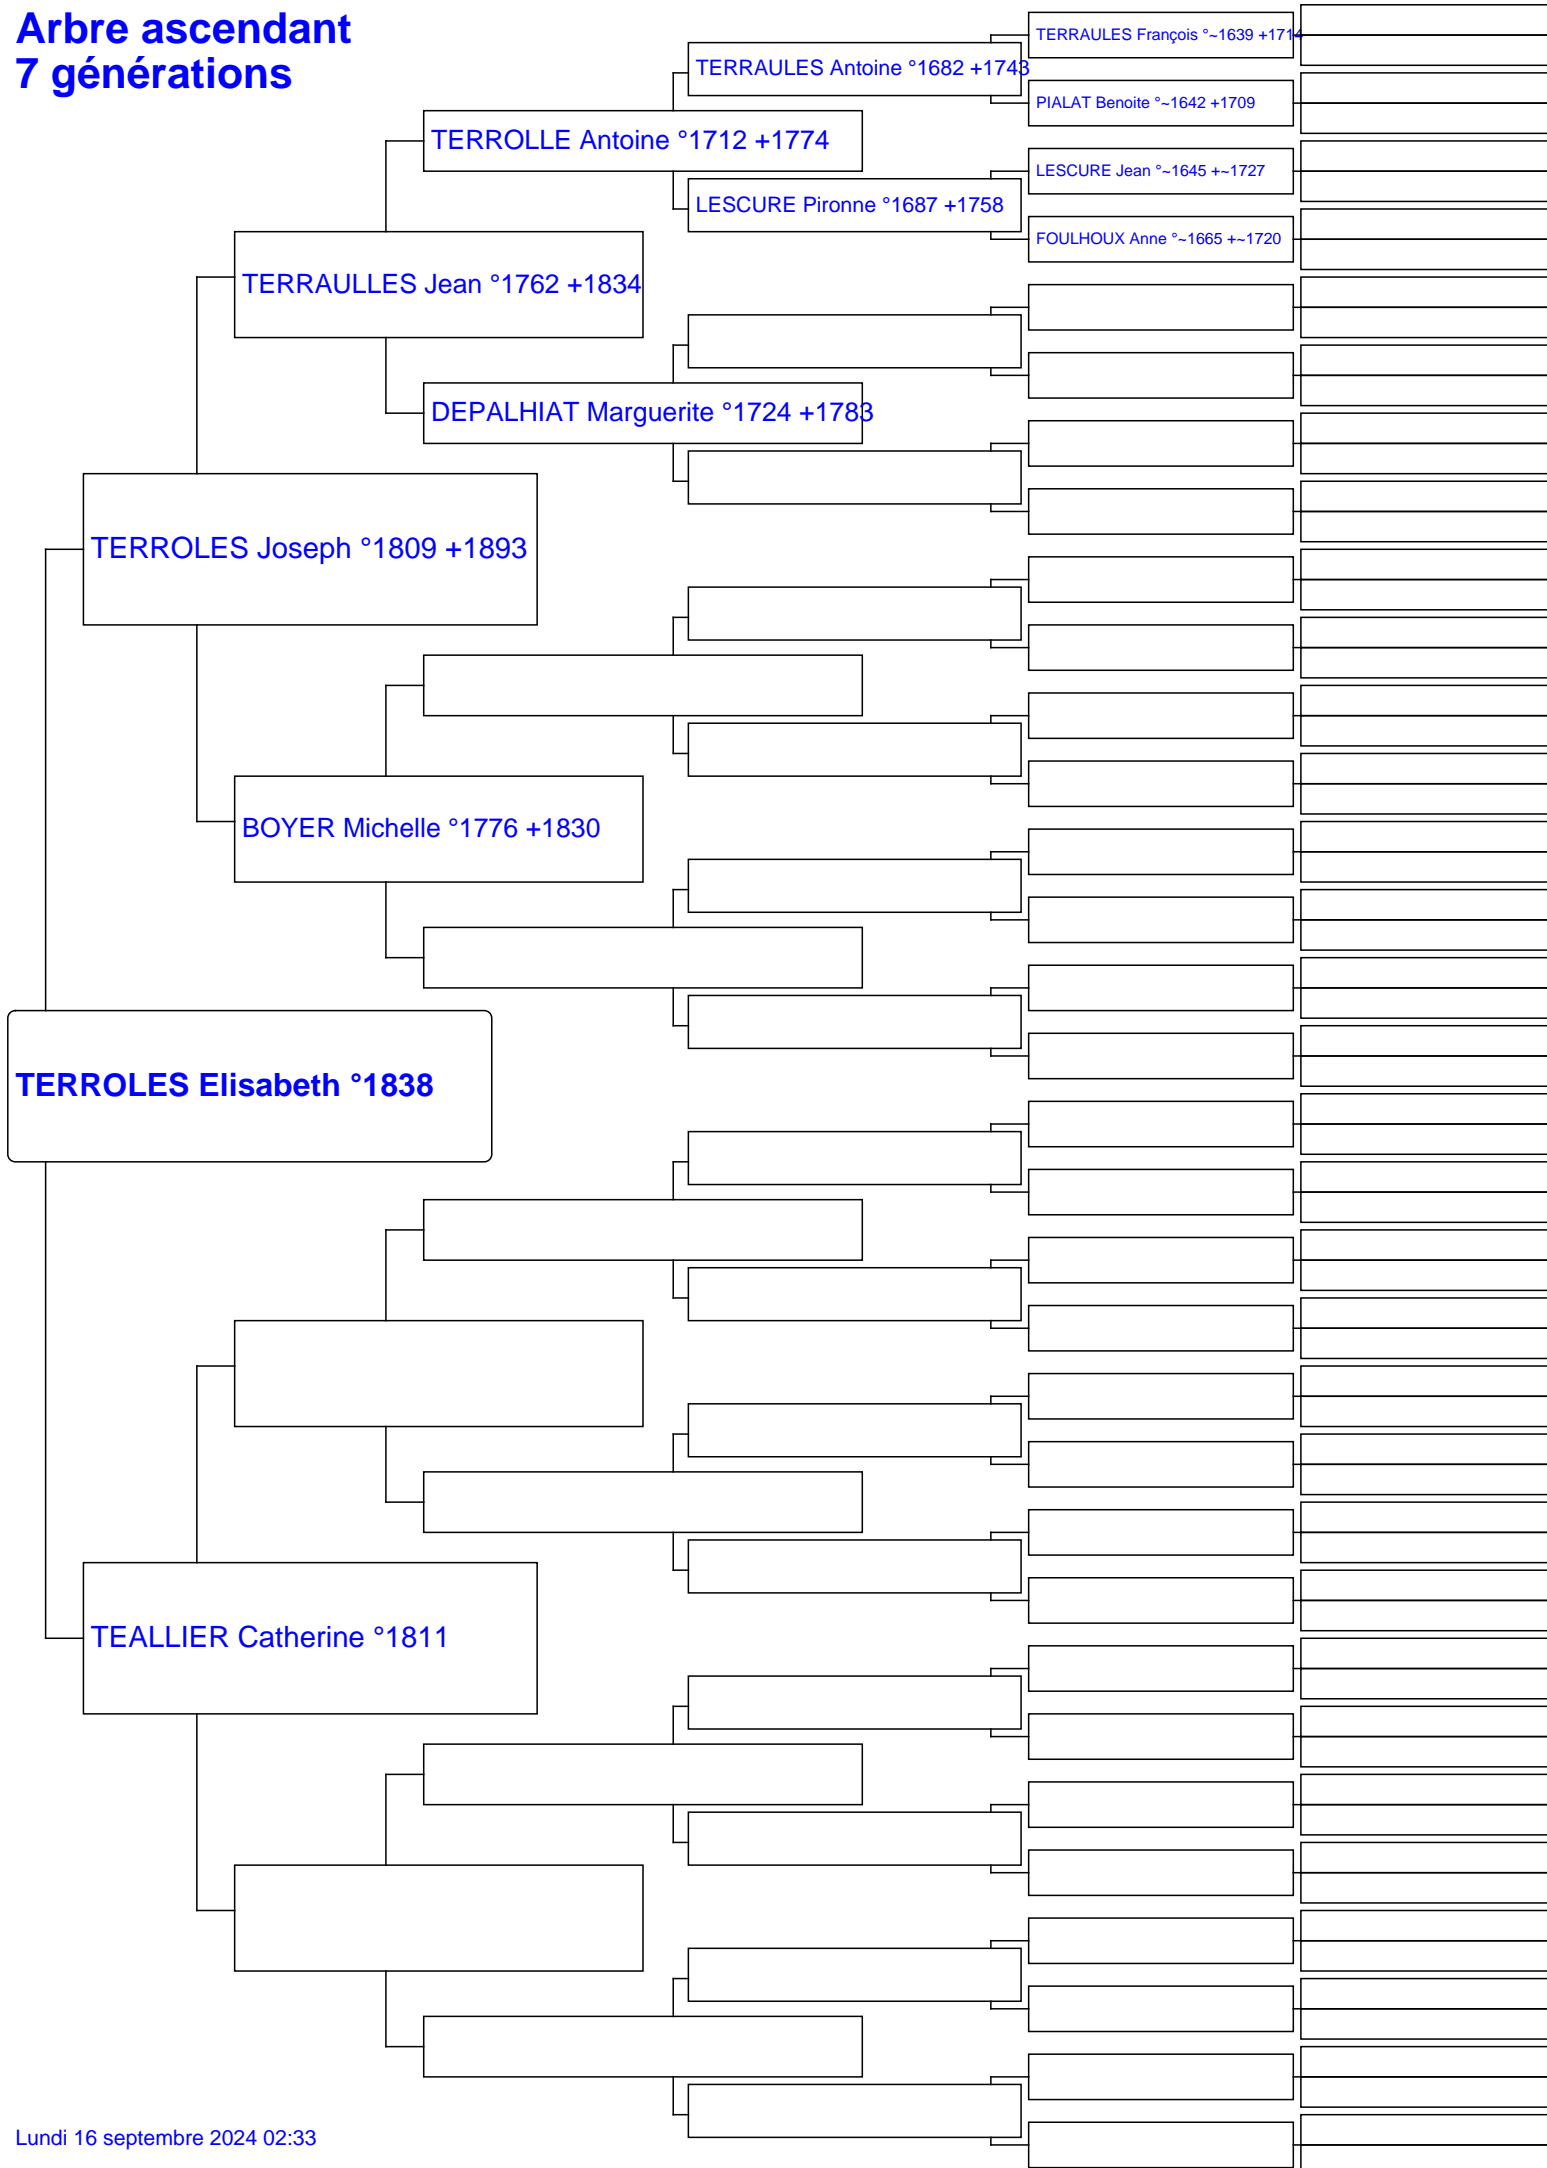 Arbre ascendant
7 générations
TERRAULES François °~1639 +1714
TERRAULES Antoine °1682 +1743
PIALAT Benoite °~1642 +1709
TERROLLE Antoine °1712 +1774
LESCURE Jean °~1645 +~1727
LESCURE Pironne °1687 +1758
FOULHOUX Anne °~1665 +~1720
TERRAULLES Jean °1762 +1834
DEPALHIAT Marguerite °1724 +1783
TERROLES Joseph °1809 +1893
BOYER Michelle °1776 +1830
TERROLES Elisabeth °1838
TEALLIER Catherine °1811
Lundi 16 septembre 2024 02:33